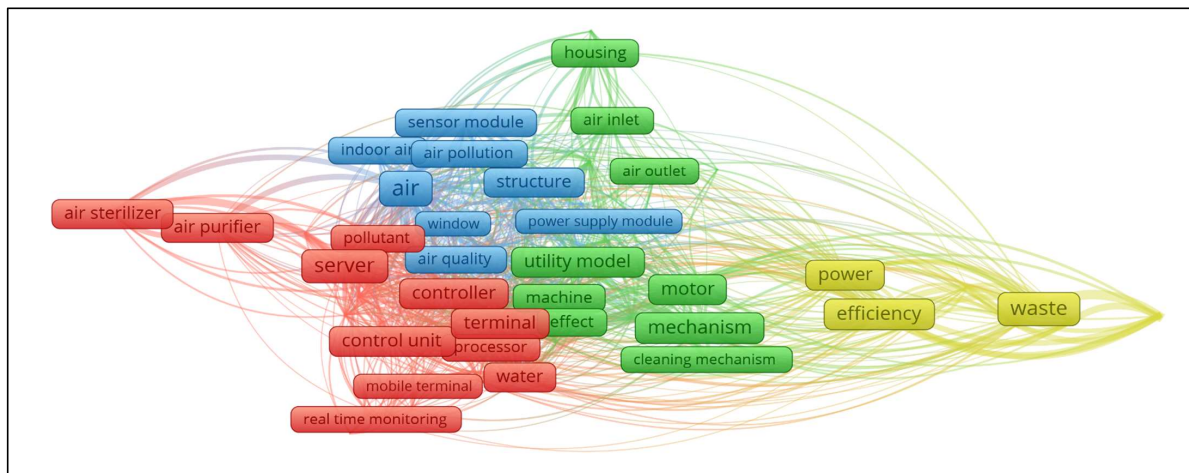 housing
sensor module
air inlet
indoor air
air pollution
air outlet
air
structure
air sterilizer
air purifier
window
power supply module
pollutant
server
air quality
utility model
power
controller
machine
motor
efficiency
waste
terminal
effect
mechanism
control unit
processor
cleaning mechanism
mobile terminal
water
real time monitoring